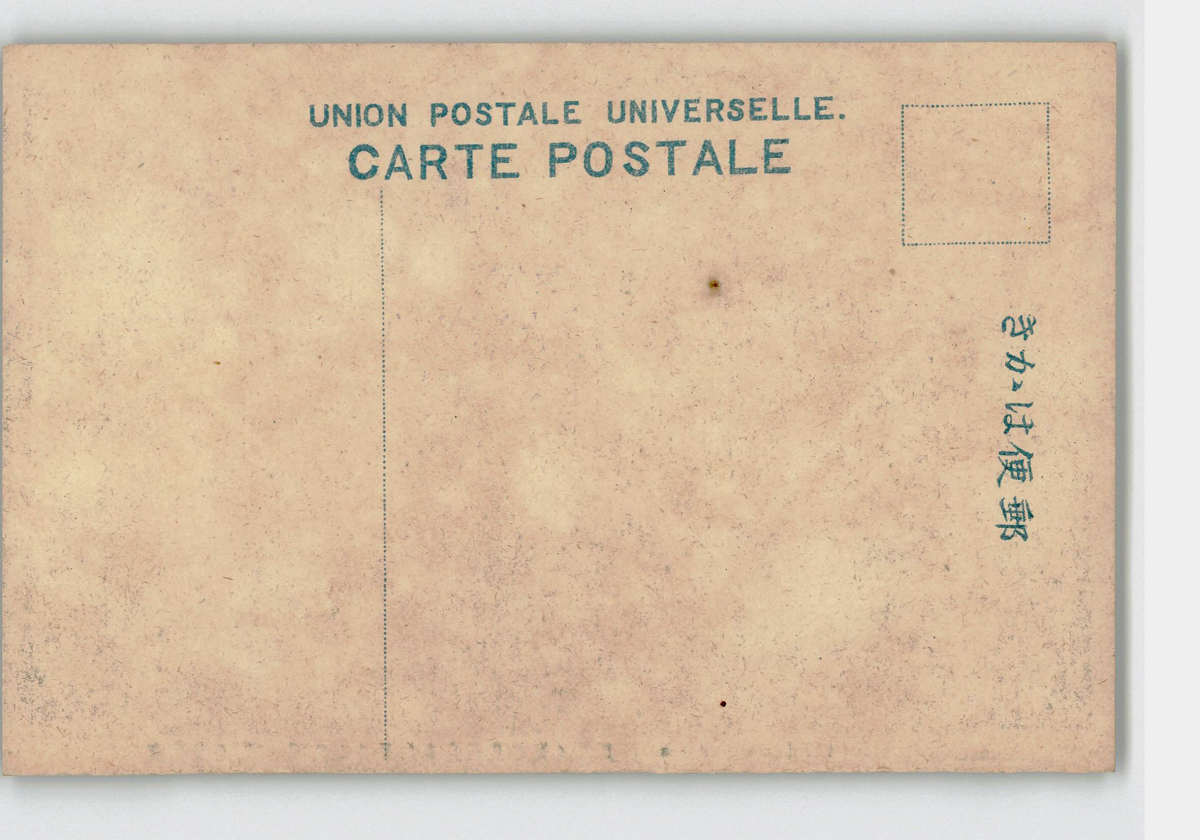 UNION POSTALE UNIVERSELLE.
CARTE POSTALE
郵便はがき